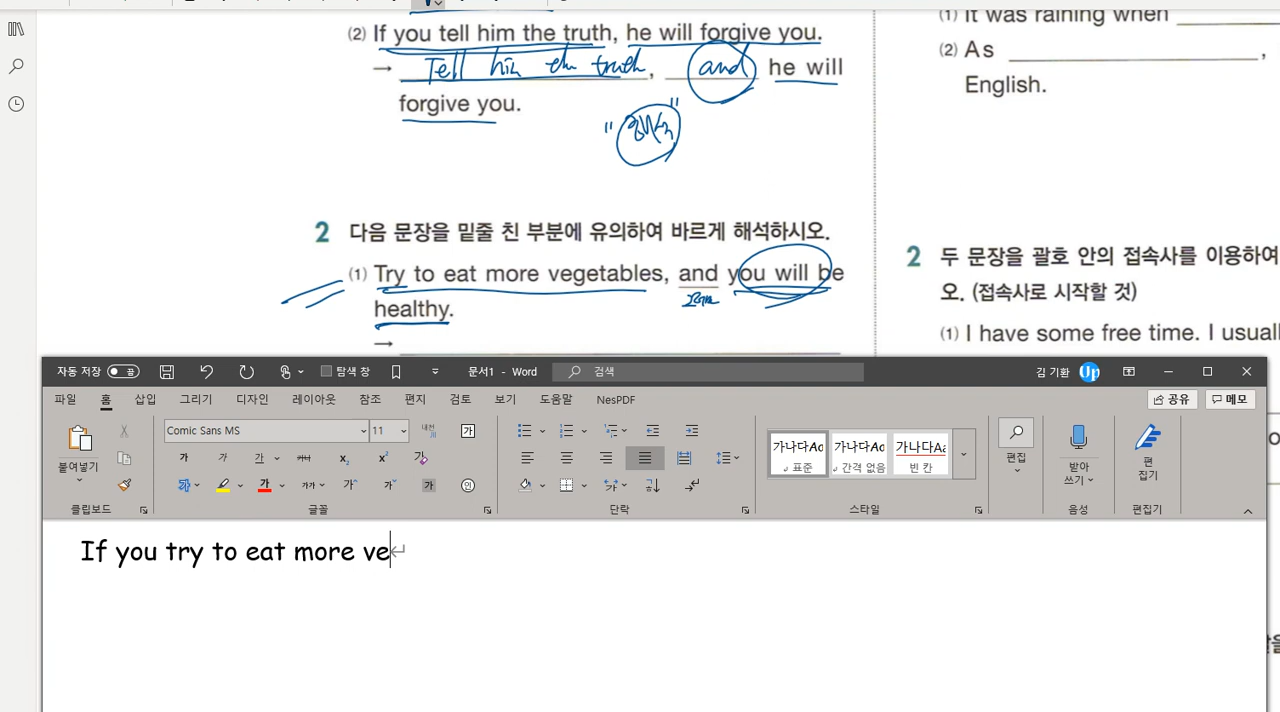 (2) If you tell him the truth, he will forgive you.
→ Tell him the truth, and he will
forgive you.
2 다음 문장을 밑줄 친 부분에 유의하여 바르게 해석하시오.
(1) Try to eat more vegetables, and you will be
healthy.
→
(1) It was raining when
(2) As ,
English.
2 두 문장을 괄호 안의 접속사를 이용하여
오. (접속사로 시작할 것)
(1) I have some free time. I usuall
자동 저장 끔 탐색 창 문서1 - Word 검색 김 기환 Up
파일 홈 삽입 그리기 디자인 레이아웃 참조 편지 검토 보기 도움말 NesPDF 공유 메모
붙여넣기 Comic Sans MS 11 가나다Aa 가나다Aa 가나다Aa 편집 받아쓰기 편집기
표준 간격 없음 빈 칸
클립보드 글꼴 단락 스타일 음성 편집기
If you try to eat more ve